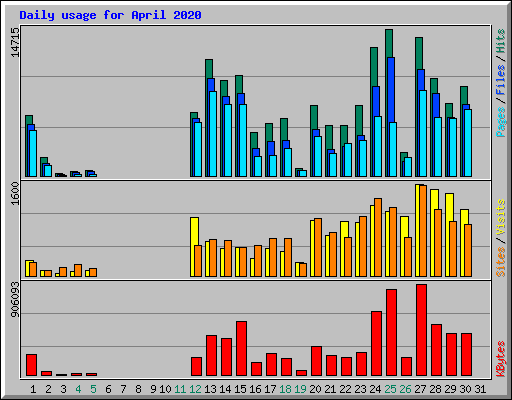 Daily usage for April 2020
14715
Pages / Files / Hits
1600
Sites / Visits
906093
KBytes
1 2 3 4 5 6 7 8 9 10 11 12 13 14 15 16 17 18 19 20 21 22 23 24 25 26 27 28 29 30 31